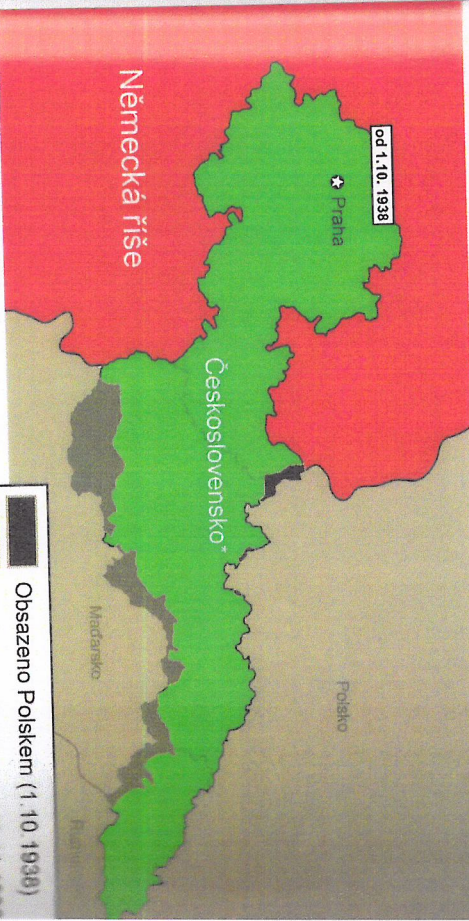 od 1.10. 1938
Praha
Německá říše
Československo*
Polsko
Maďarsko
Obsazeno Polskem (1.10.1938)